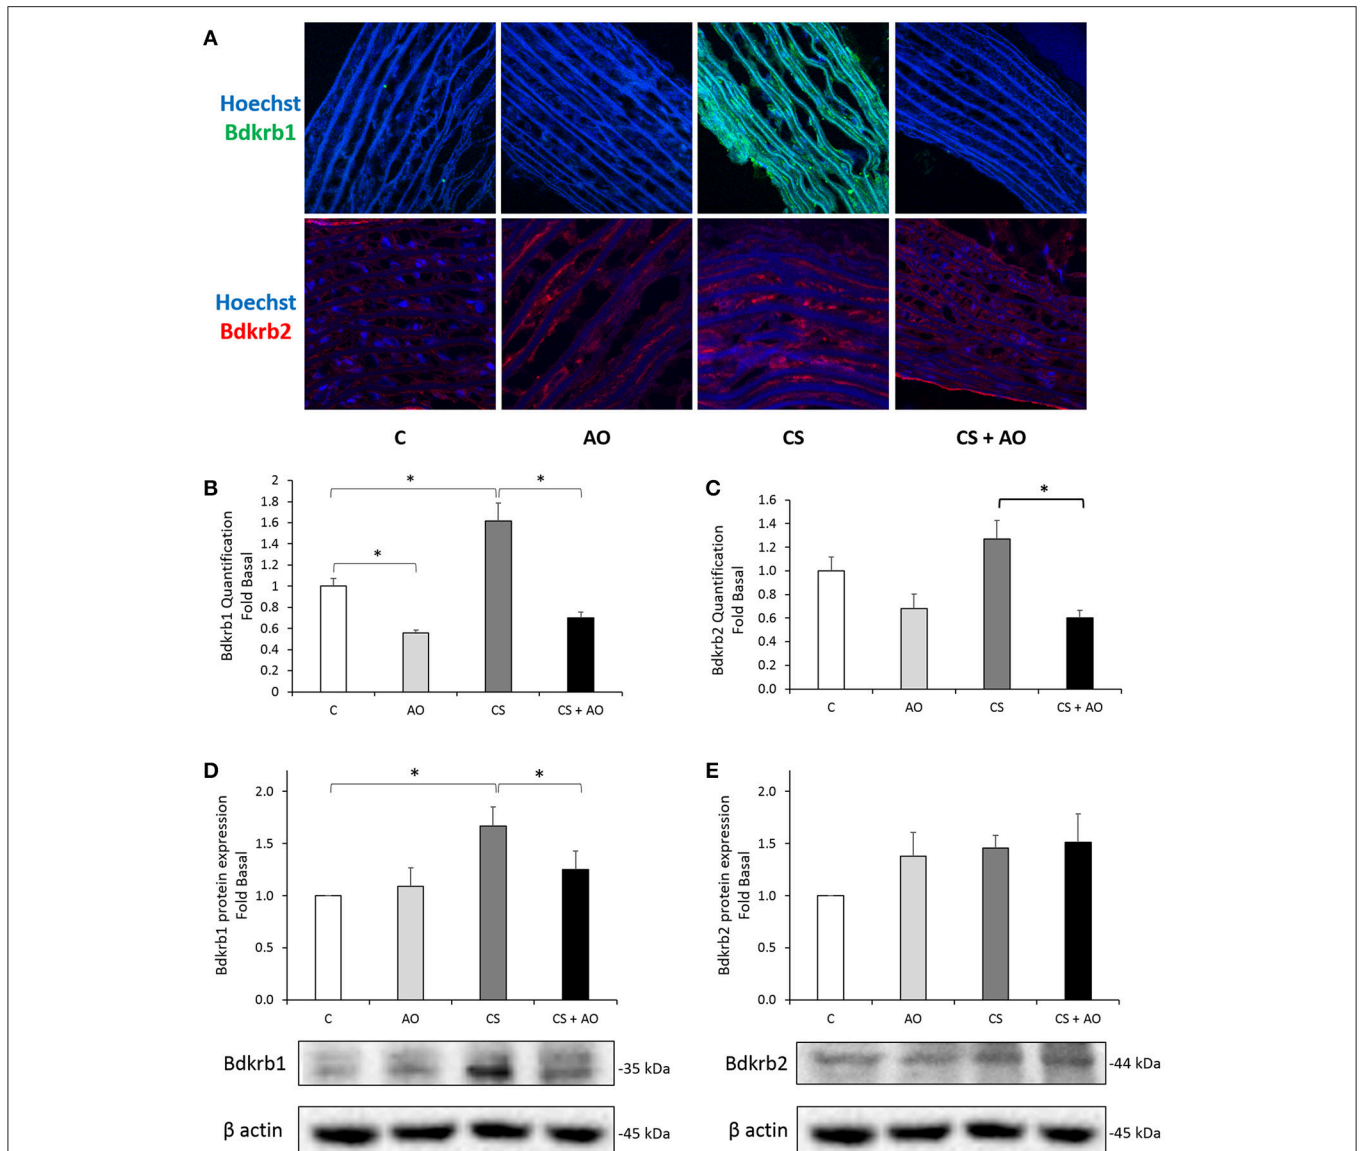 A
Hoechst
Bdkrb1
Hoechst
Bdkrb2
C AO CS CS + AO
B
Bdkrb1 Quantification
Fold Basal
2
1.8
1.6
1.4
1.2
1
0.8
0.6
0.4
0.2
0
* *
*
C AO CS CS + AO
C
Bdkrb2 Quantification
Fold Basal
1.6
1.4
1.2
1.0
0.8
0.6
0.4
0.2
0.0
*
C AO CS CS + AO
D
Bdkrb1 protein expression
Fold Basal
2.0
1.5
1.0
0.5
0.0
* *
C AO CS CS + AO
Bdkrb1 -35 kDa
β actin -45 kDa
E
Bdkrb2 protein expression
Fold Basal
2.0
1.5
1.0
0.5
0.0
C AO CS CS + AO
Bdkrb2 -44 kDa
β actin -45 kDa